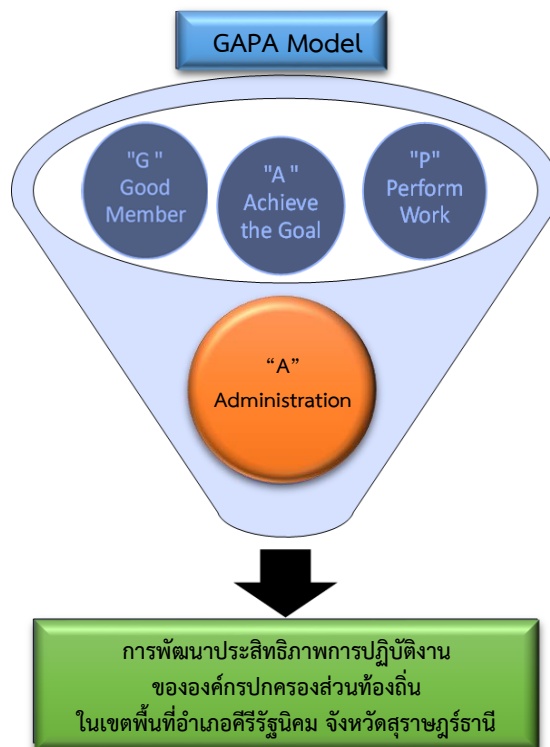 GAPA Model
"G "
Good
Member
"A "
Achieve
the Goal
"P"
Perform
Work
“A”
Administration
การพัฒนาประสิทธิภาพการปฏิบัติงาน
ขององค์กรปกครองส่วนท้องถิ่น
ในเขตพื้นที่อำเภอคีรีรัฐนิคม จังหวัดสุราษฎร์ธานี